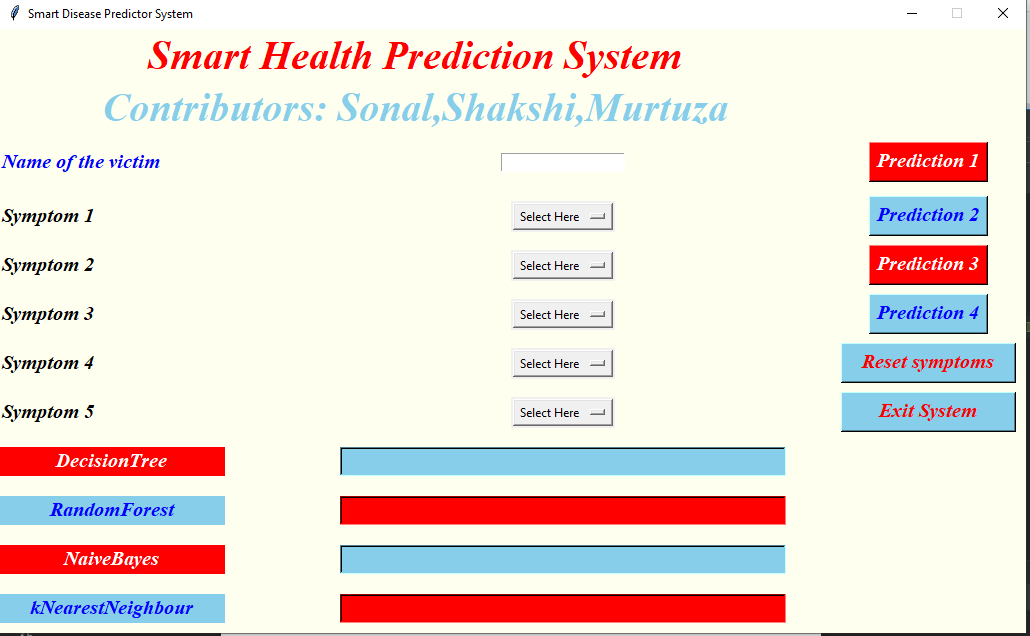 Smart Disease Predictor System
Smart Health Prediction System
Contributors: Sonal,Shakshi,Murtuza
Name of the victim
Prediction 1
Symptom 1
Select Here
Prediction 2
Symptom 2
Select Here
Prediction 3
Symptom 3
Select Here
Prediction 4
Symptom 4
Select Here
Reset symptoms
Symptom 5
Select Here
Exit System
DecisionTree
RandomForest
NaiveBayes
kNearestNeighbour